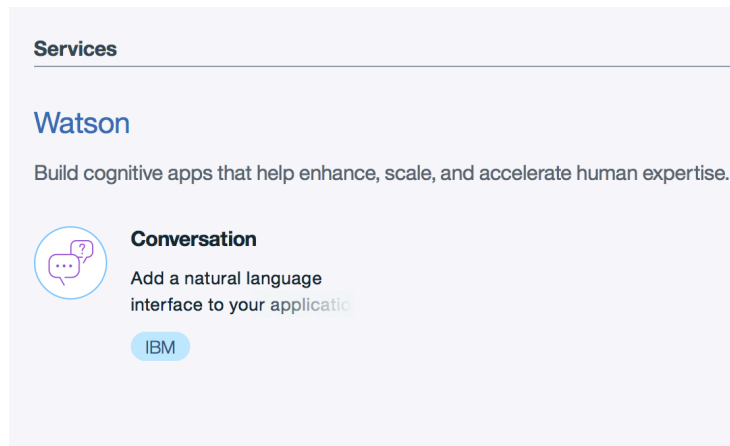 Services
Watson
Build cognitive apps that help enhance, scale, and accelerate human expertise.
?
Conversation
Add a natural language
interface to your applicatio
IBM